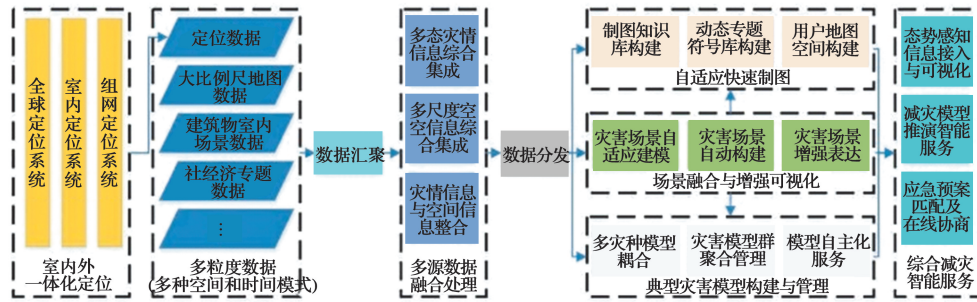 全球定位系统
室内定位系统
组网定位系统
室内外
一体化定位
定位数据
大比例尺地图
数据
建筑物室内
场景数据
社经济专题
数据
⋮
多粒度数据
(多种空间和时间模式)
数据汇聚
多态灾情
信息综合
集成
多尺度空
空信息综
合集成
灾情信息
与空间信
息整合
多源数据
融合处理
数据分发
制图知识
库构建
动态专题
符号库构建
用户地图
空间构建
自适应快速制图
灾害场景自
适应建模
灾害场景
自动构建
灾害场景
增强表达
场景融合与增强可视化
多灾种模型
耦合
灾害模型群
聚合管理
模型自主化
服务
典型灾害模型构建与管理
态势感知
信息接入
与可视化
减灾模型
推演智能
服务
应急预案
匹配及
在线协商
综合减灾
智能服务